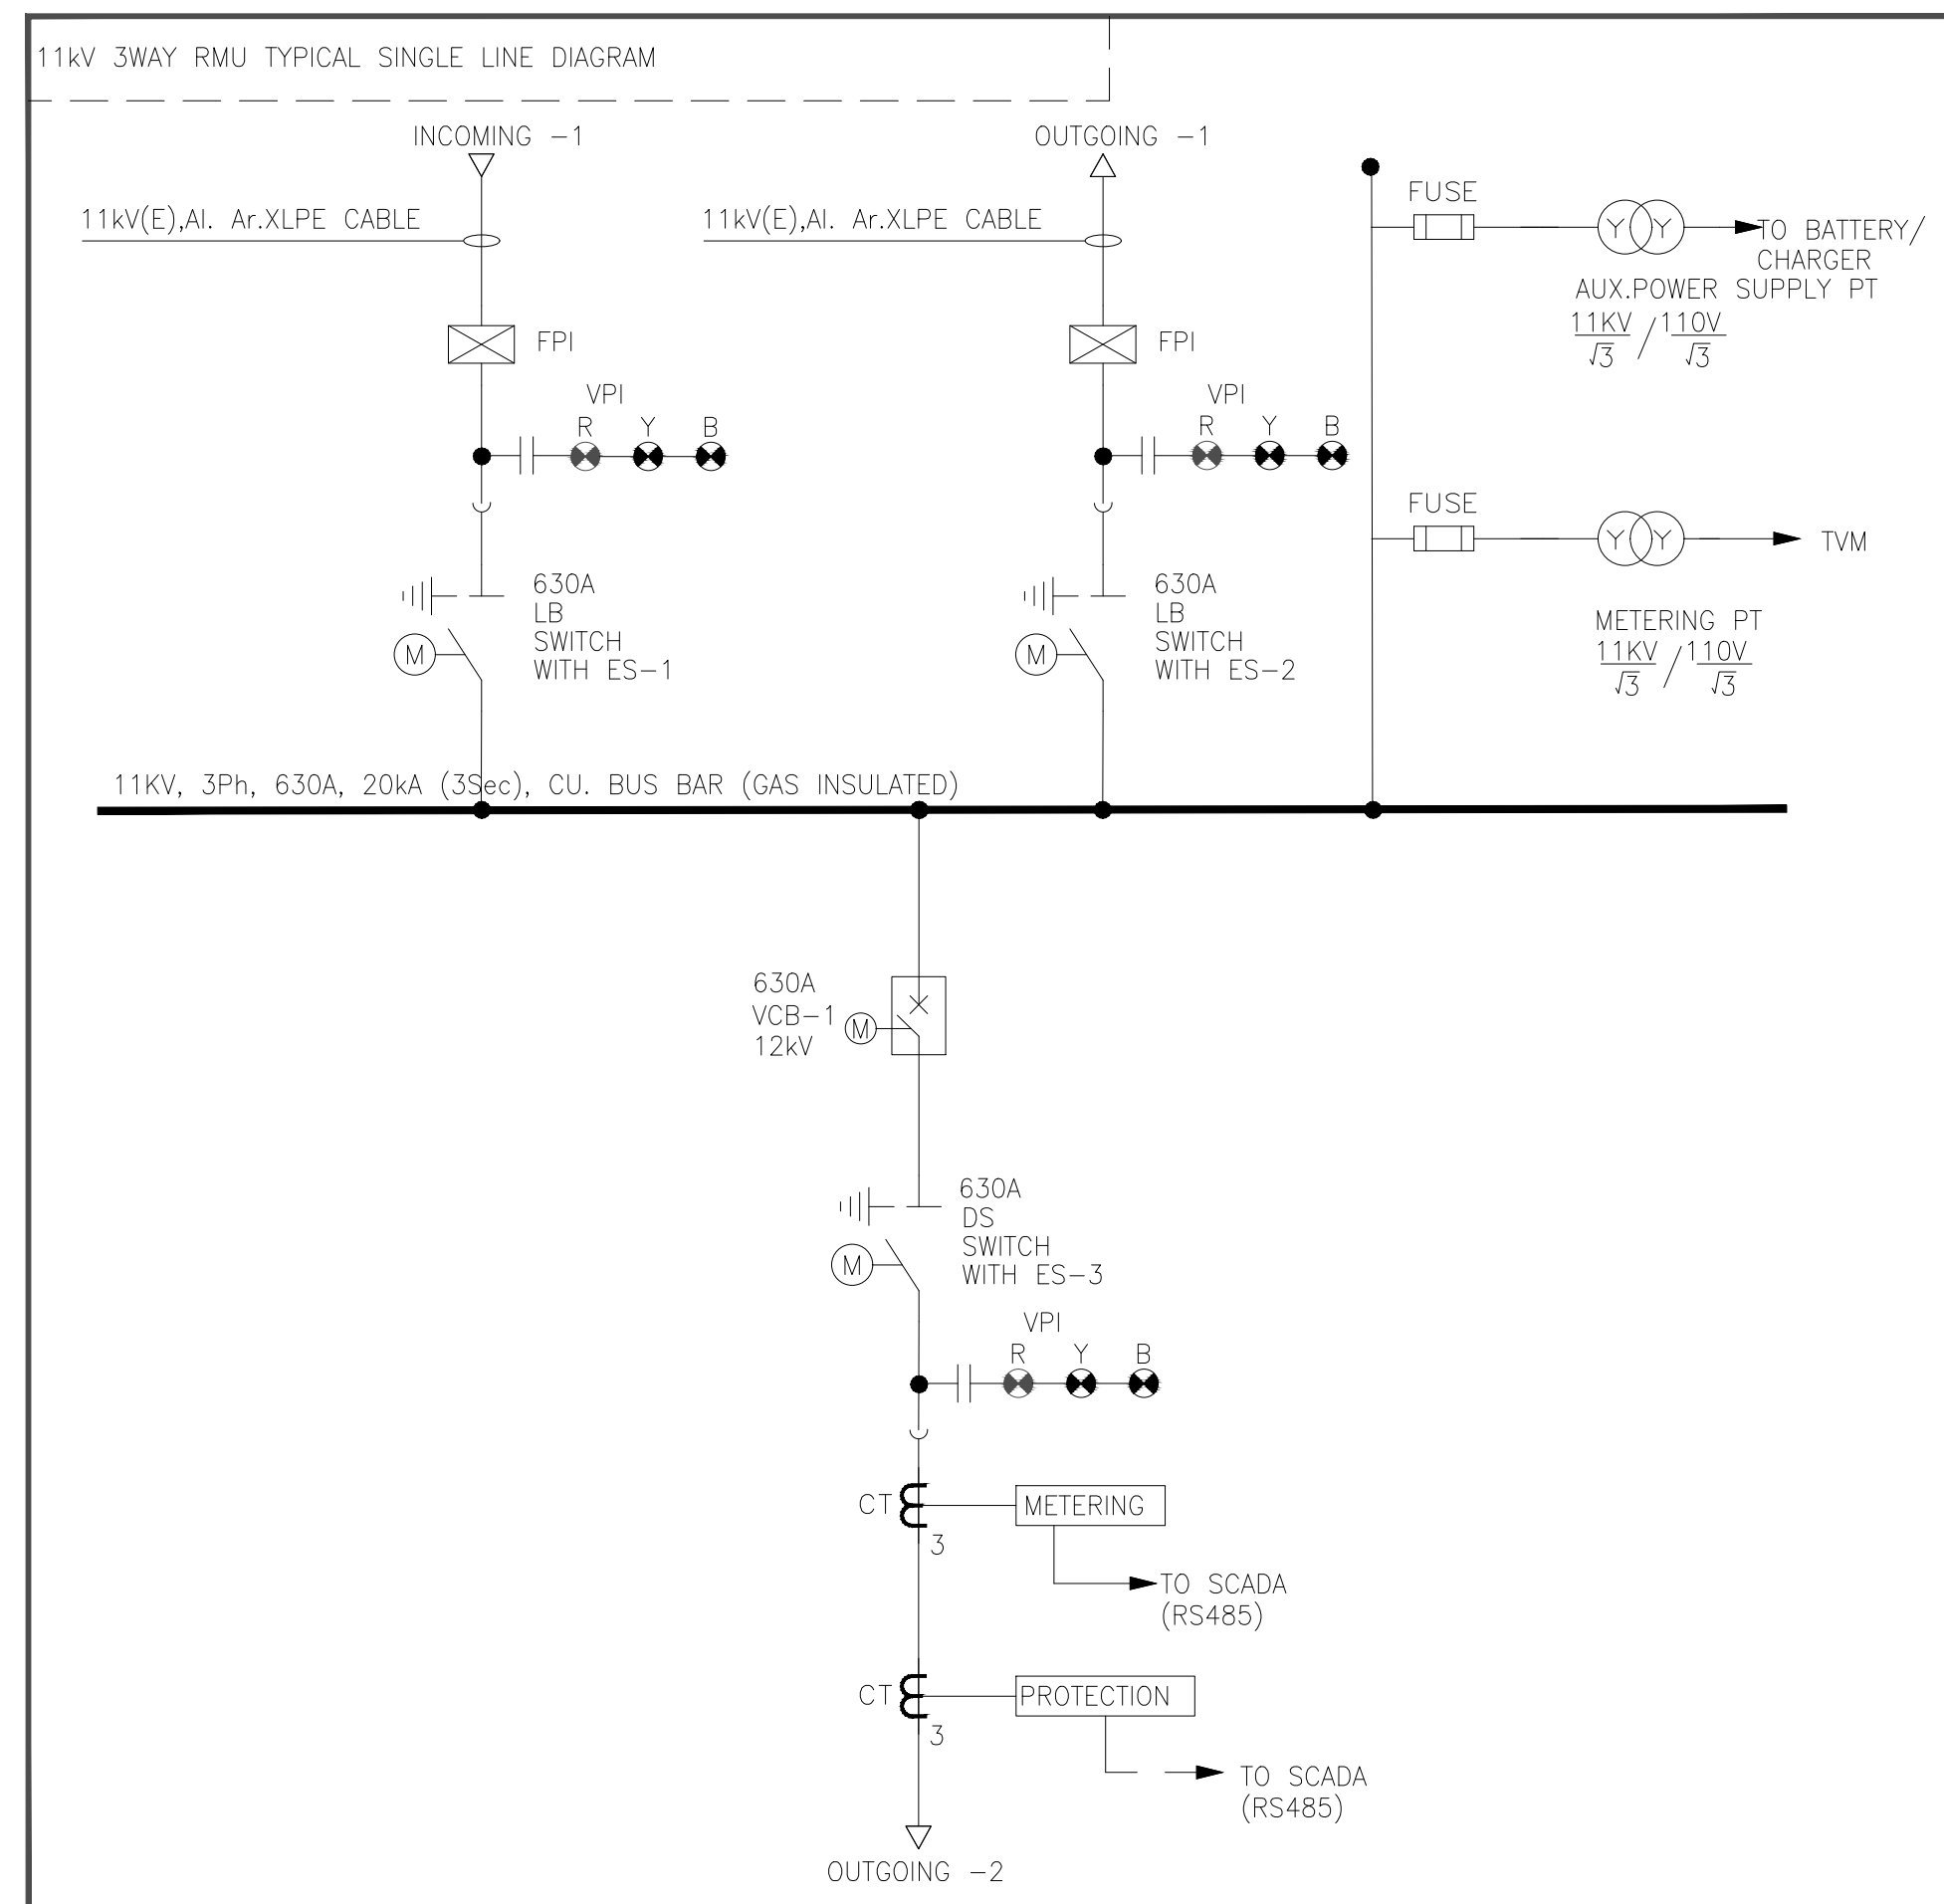 11kV 3WAY RMU TYPICAL SINGLE LINE DIAGRAM
INCOMING -1
OUTGOING -1
11kV(E),Al. Ar.XLPE CABLE
11kV(E),Al. Ar.XLPE CABLE
FUSE
Y Y
TO BATTERY/
CHARGER
AUX.POWER SUPPLY PT
11KV/√3 / 110V/√3
FPI
FPI
VPI
R Y B
VPI
R Y B
FUSE
Y Y
TVM
METERING PT
11KV/√3 / 110V/√3
630A
LB
SWITCH
WITH ES-1
M
630A
LB
SWITCH
WITH ES-2
M
11KV, 3Ph, 630A, 20kA (3Sec), CU. BUS BAR (GAS INSULATED)
630A
VCB-1
12kV
M
630A
DS
SWITCH
WITH ES-3
M
VPI
R Y B
CT
3
METERING
TO SCADA
(RS485)
CT
3
PROTECTION
TO SCADA
(RS485)
OUTGOING -2